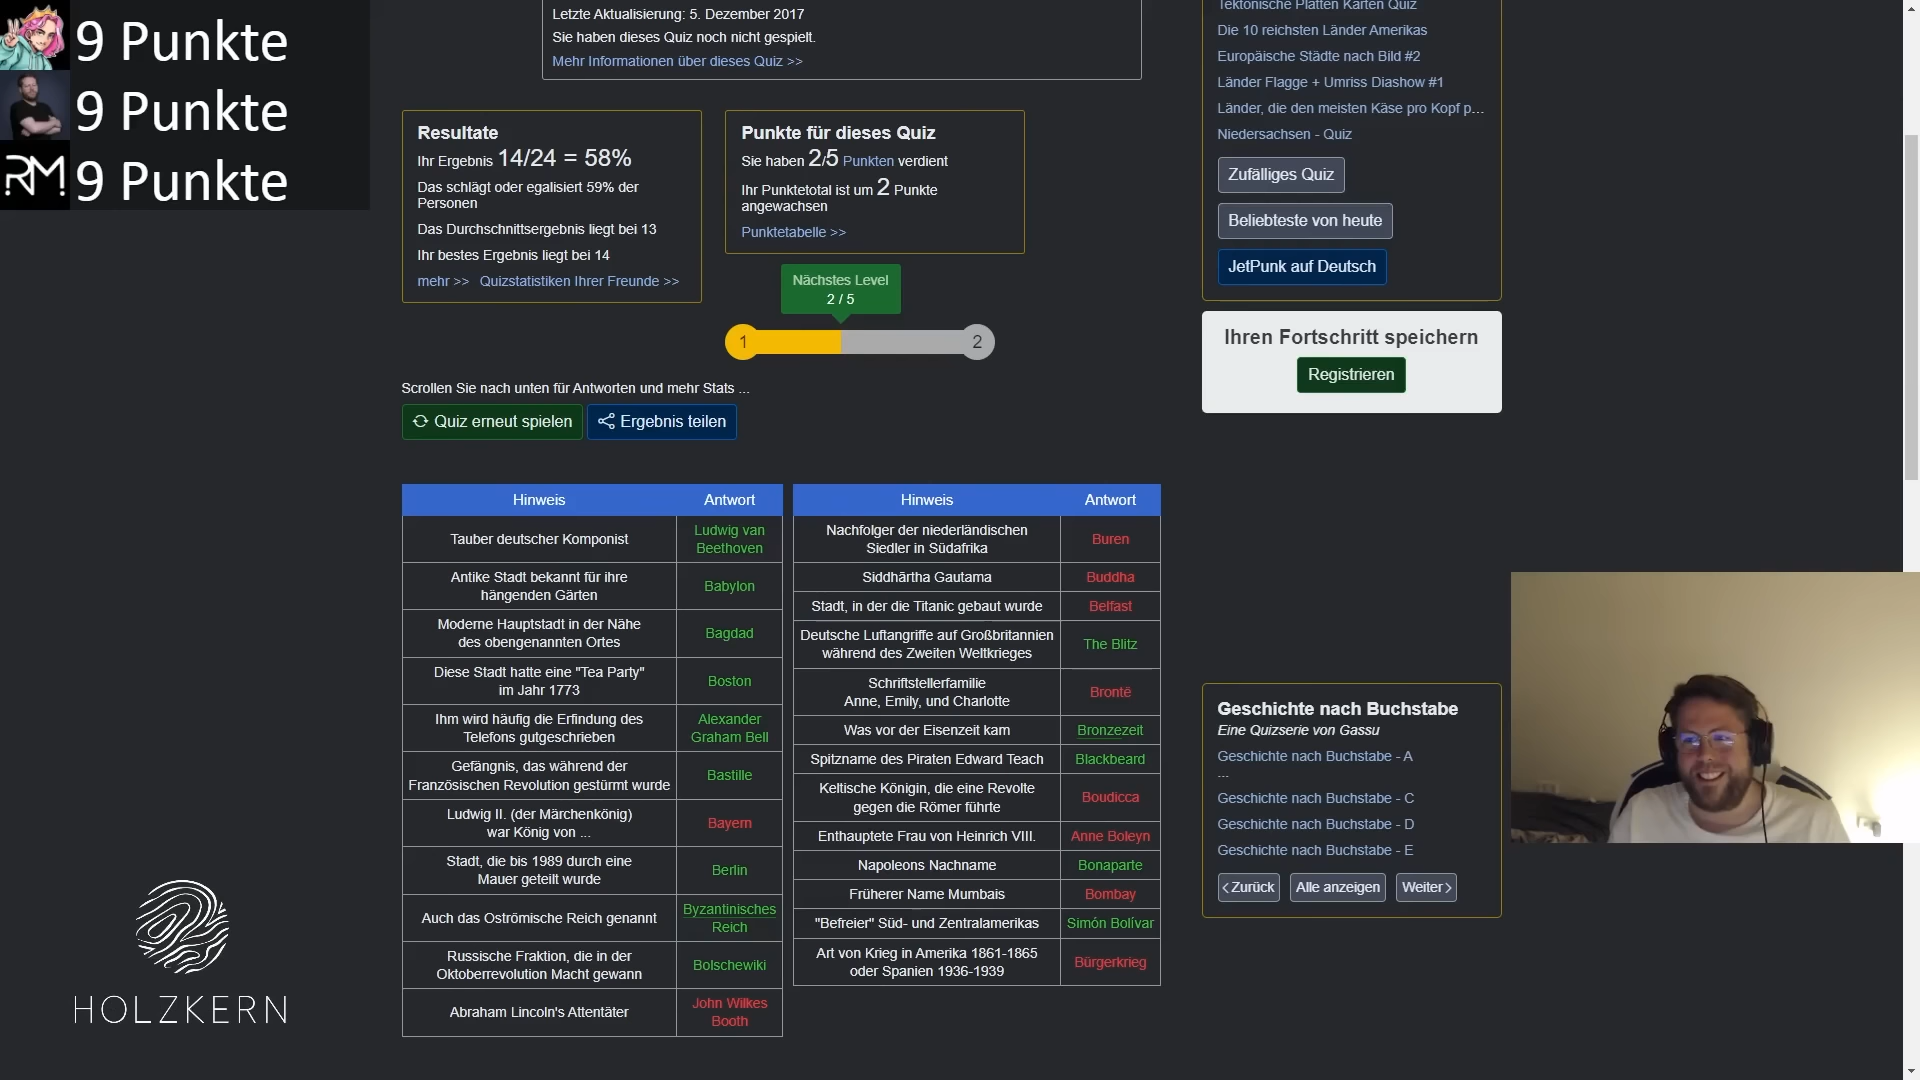 9 Punkte
9 Punkte
RM 9 Punkte
Letzte Aktualisierung: 5. Dezember 2017
Sie haben dieses Quiz noch nicht gespielt.
Mehr Informationen über dieses Quiz >>
Resultate
Ihr Ergebnis 14/24 = 58%
Das schlägt oder egalisiert 59% der
Personen
Das Durchschnittsergebnis liegt bei 13
Ihr bestes Ergebnis liegt bei 14
mehr >> Quizstatistiken Ihrer Freunde >>
Punkte für dieses Quiz
Sie haben 2/5 Punkten verdient
Ihr Punktetotal ist um 2 Punkte
angewachsen
Punktetabelle >>
Nächstes Level
2 / 5
1 2
Scrollen Sie nach unten für Antworten und mehr Stats ...
Quiz erneut spielen Ergebnis teilen
Hinweis Antwort
Tauber deutscher Komponist Ludwig van
Beethoven
Antike Stadt bekannt für ihre
hängenden Gärten Babylon
Moderne Hauptstadt in der Nähe
des obengenannten Ortes Bagdad
Diese Stadt hatte eine "Tea Party"
im Jahr 1773 Boston
Ihm wird häufig die Erfindung des
Telefons gutgeschrieben Alexander
Graham Bell
Gefängnis, das während der
Französischen Revolution gestürmt wurde Bastille
Ludwig II. (der Märchenkönig)
war König von ... Bayern
Stadt, die bis 1989 durch eine
Mauer geteilt wurde Berlin
Auch das Oströmische Reich genannt Byzantinisches
Reich
Russische Fraktion, die in der
Oktoberrevolution Macht gewann Bolschewiki
Abraham Lincoln's Attentäter John Wilkes
Booth
Hinweis Antwort
Nachfolger der niederländischen
Siedler in Südafrika Buren
Siddhārtha Gautama Buddha
Stadt, in der die Titanic gebaut wurde Belfast
Deutsche Luftangriffe auf Großbritannien
während des Zweiten Weltkrieges The Blitz
Schriftstellerfamilie
Anne, Emily, und Charlotte Brontë
Was vor der Eisenzeit kam Bronzezeit
Spitzname des Piraten Edward Teach Blackbeard
Keltische Königin, die eine Revolte
gegen die Römer führte Boudicca
Enthauptete Frau von Heinrich VIII. Anne Boleyn
Napoleons Nachname Bonaparte
Früherer Name Mumbais Bombay
"Befreier" Süd- und Zentralamerikas Simón Bolívar
Art von Krieg in Amerika 1861-1865
oder Spanien 1936-1939 Bürgerkrieg
Tektonische Platten Karten Quiz
Die 10 reichsten Länder Amerikas
Europäische Städte nach Bild #2
Länder Flagge + Umriss Diashow #1
Länder, die den meisten Käse pro Kopf p...
Niedersachsen - Quiz
Zufälliges Quiz
Beliebteste von heute
JetPunk auf Deutsch
Ihren Fortschritt speichern
Registrieren
Geschichte nach Buchstabe
Eine Quizserie von Gassu
Geschichte nach Buchstabe - A
...
Geschichte nach Buchstabe - C
Geschichte nach Buchstabe - D
Geschichte nach Buchstabe - E
Zurück Alle anzeigen Weiter
HOLZKERN